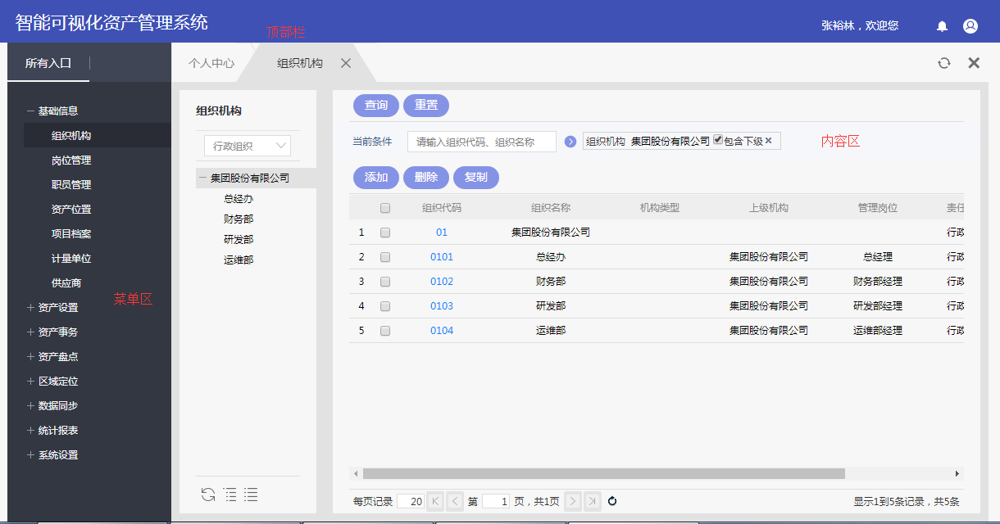 智能可视化资产管理系统
顶部栏
张裕林，欢迎您
所有入口
个人中心
组织机构
基础信息
组织机构
岗位管理
职员管理
资产位置
项目档案
计量单位
供应商
菜单区
资产设置
资产事务
资产盘点
区域定位
数据同步
统计报表
系统设置
组织机构
行政组织
集团股份有限公司
总经办
财务部
研发部
运维部
查询 重置
当前条件 请输入组织代码、组织名称 组织机构 集团股份有限公司 包含下级
内容区
添加 删除 复制
组织代码 组织名称 机构类型 上级机构 管理岗位 责任
1 01 集团股份有限公司 行政
2 0101 总经办 集团股份有限公司 总经理 行政
3 0102 财务部 集团股份有限公司 财务部经理 行政
4 0103 研发部 集团股份有限公司 研发部经理 行政
5 0104 运维部 集团股份有限公司 运维部经理 行政
每页记录 20 第 1 页，共1页 显示1到5条记录，共5条